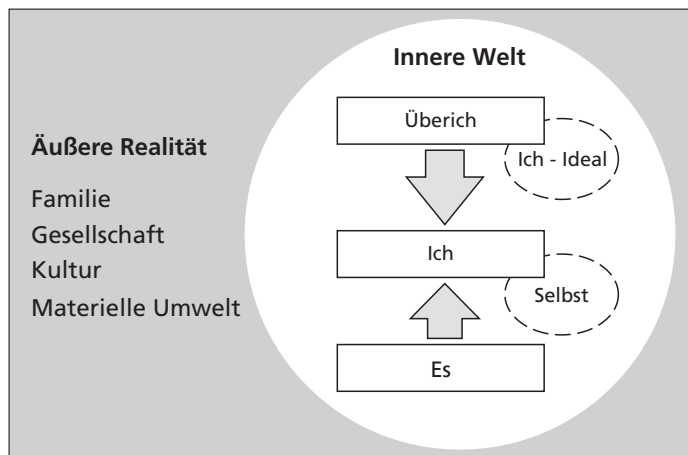 Innere Welt
Überich
Ich - Ideal
Äußere Realität
Familie
Gesellschaft
Kultur
Materielle Umwelt
Ich
Selbst
Es